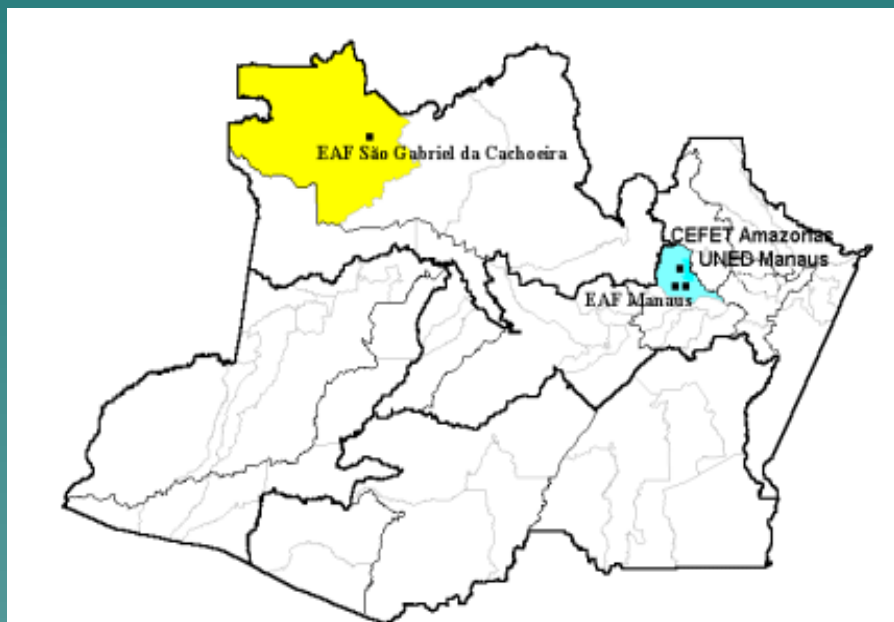 EAF São Gabriel da Cachoeira
CEFET Amazonas
UNED Manaus
EAF Manaus